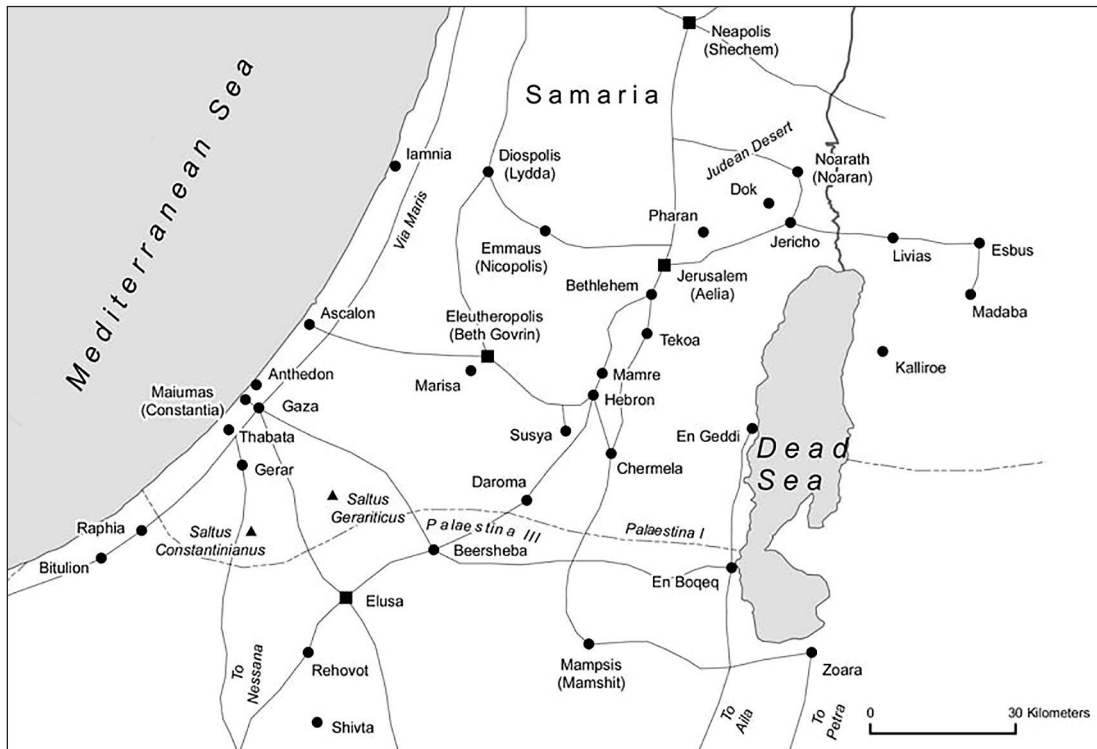 Neapolis
(Shechem)
Mediterranean Sea
Samaria
Iamnia
Diospolis
(Lydda)
Judean Desert
Noarath
(Noaran)
Dok
Via Maris
Pharan
Emmaus
(Nicopolis)
Jericho
Livias
Esbus
Jerusalem
(Aelia)
Bethlehem
Madaba
Ascalon
Eleutheropolis
(Beth Govrin)
Tekoa
Kalliroe
Marisa
Mamre
Anthedon
Maiumas
(Constantia)
Gaza
Hebron
Thabata
Susya
En Geddi
Dead
Sea
Gerar
Chermela
Daroma
Saltus
Gerariticus
Raphia
Saltus
Constantinianus
Palaestina III
Palaestina I
Bitulion
Beersheba
En Boqeq
Elusa
To
Nessana
Rehovot
Mampsis
(Mamshit)
Zoara
Shivta
To
Aila
To
Petra
0
30 Kilometers